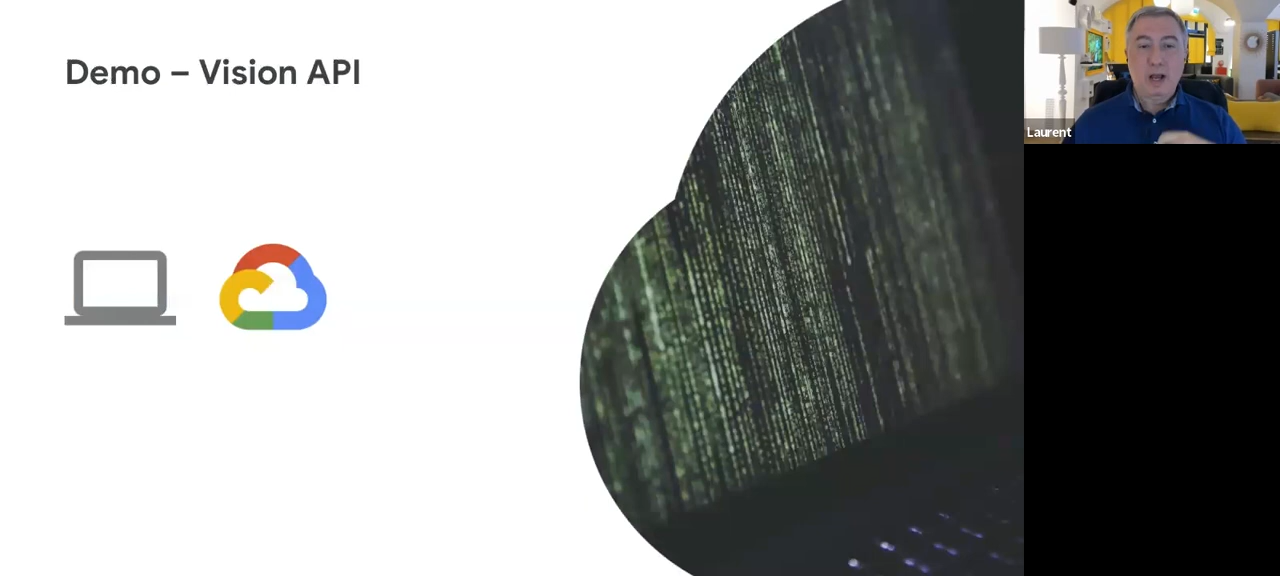 Demo – Vision API
Laurent